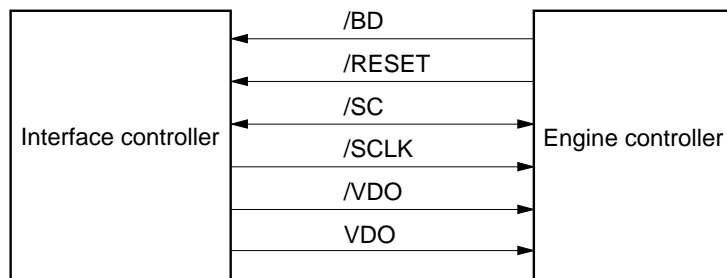 /BD
/RESET
/SC
Interface controller
Engine controller
/SCLK
/VDO
VDO